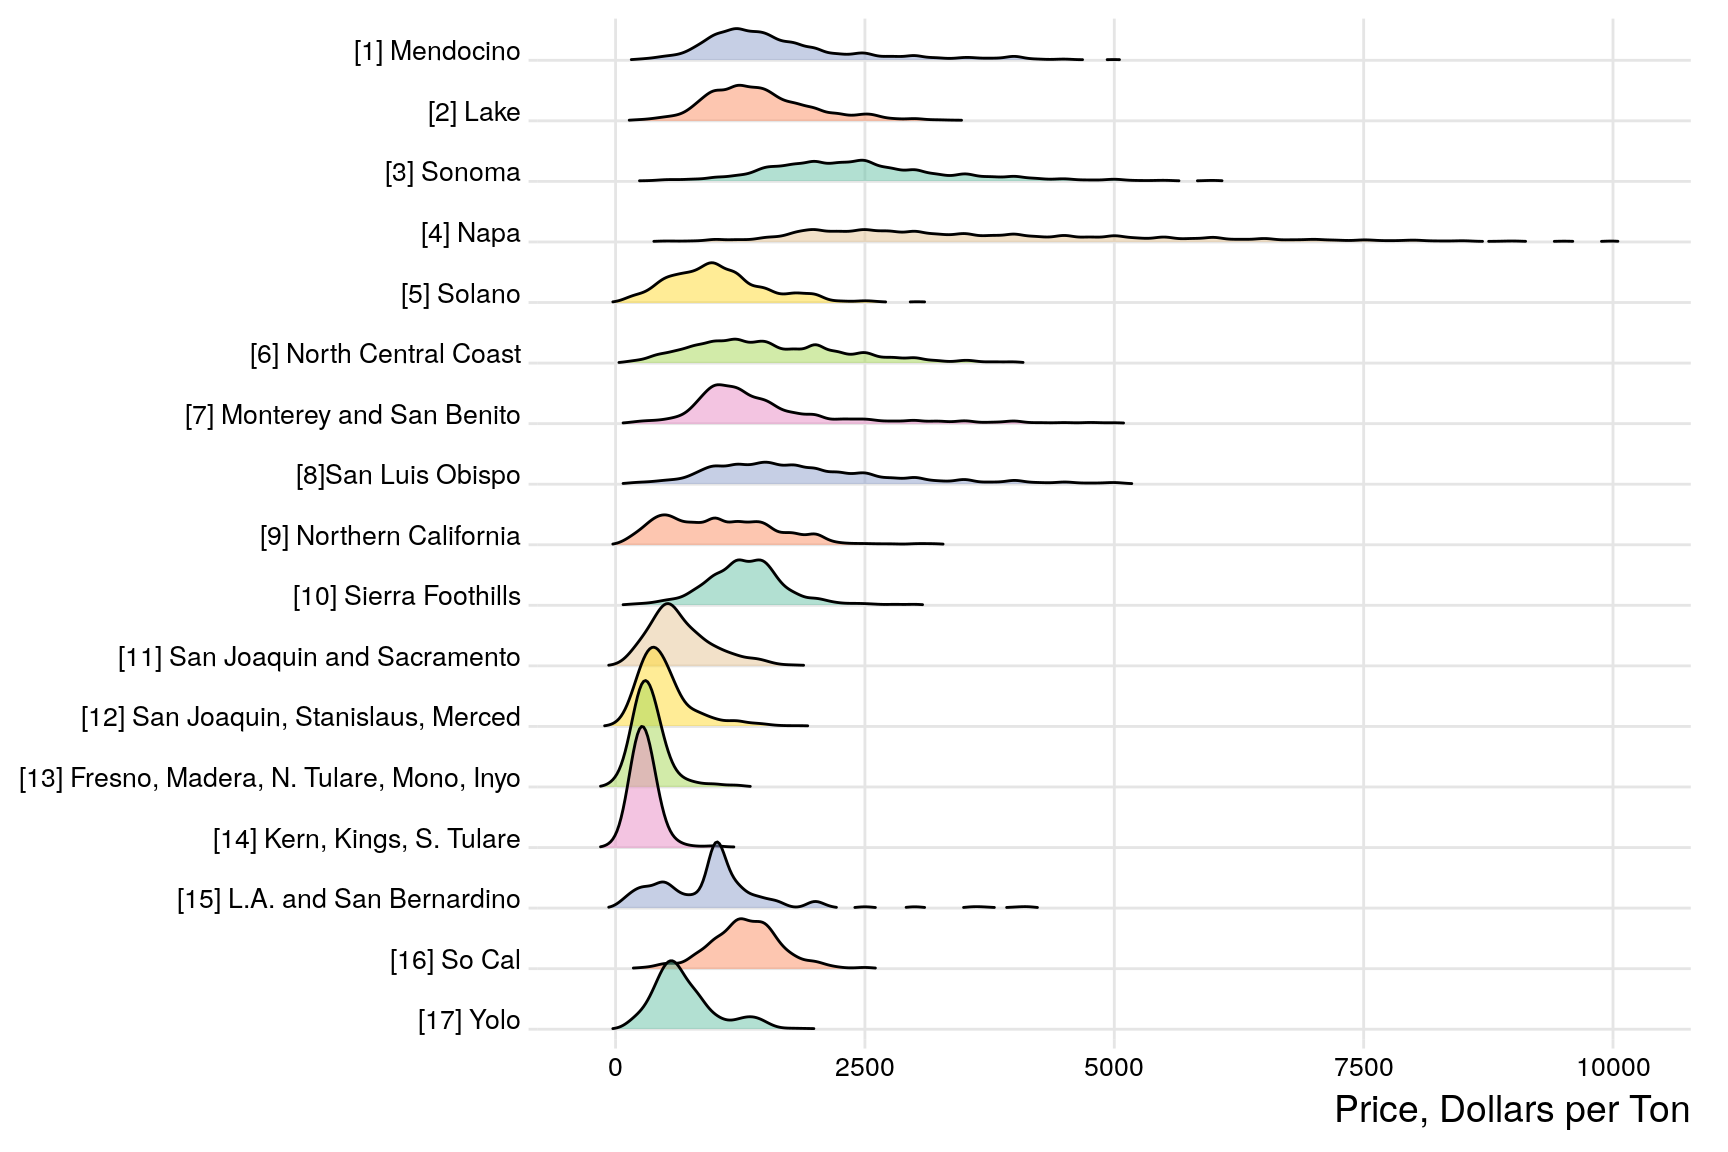 [1] Mendocino
[2] Lake
[3] Sonoma
[4] Napa
[5] Solano
[6] North Central Coast
[7] Monterey and San Benito
[8]San Luis Obispo
[9] Northern California
[10] Sierra Foothills
[11] San Joaquin and Sacramento
[12] San Joaquin, Stanislaus, Merced
[13] Fresno, Madera, N. Tulare, Mono, Inyo
[14] Kern, Kings, S. Tulare
[15] L.A. and San Bernardino
[16] So Cal
[17] Yolo
0 2500 5000 7500 10000
Price, Dollars per Ton